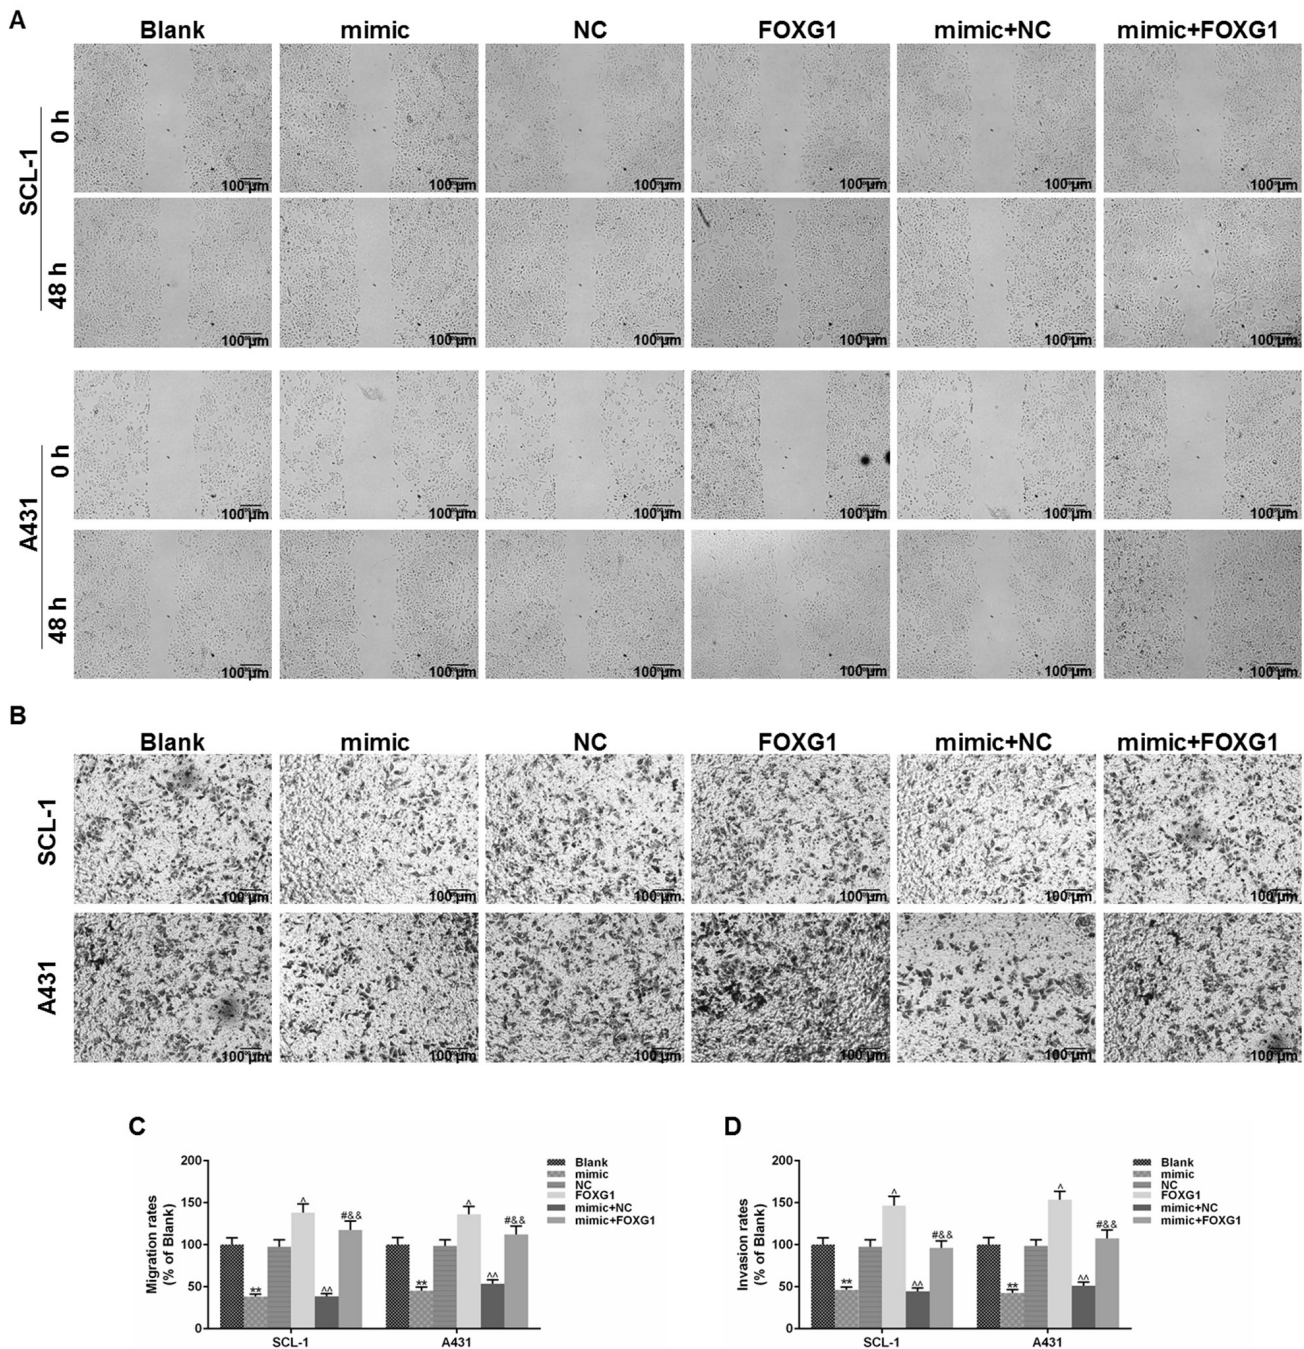 A
Blank mimic NC FOXG1 mimic+NC mimic+FOXG1
SCL-1
0 h
100 µm 100 µm 100 µm 100 µm 100 µm 100 µm
48 h
100 µm 100 µm 100 µm 100 µm 100 µm 100 µm
A431
0 h
100 µm 100 µm 100 µm 100 µm 100 µm 100 µm
48 h
100 µm 100 µm 100 µm 100 µm 100 µm 100 µm
B
Blank mimic NC FOXG1 mimic+NC mimic+FOXG1
SCL-1
100 µm 100 µm 100 µm 100 µm 100 µm 100 µm
A431
100 µm 100 µm 100 µm 100 µm 100 µm 100 µm
C
Migration rates
(% of Blank)
200
150
100
50
0
** ^ ^^ #&&
** ^ ^^ #&&
SCL-1 A431
Blank
mimic
NC
FOXG1
mimic+NC
mimic+FOXG1
D
Invasion rates
(% of Blank)
200
150
100
50
0
** ^ ^^ #&&
** ^ ^^ #&&
SCL-1 A431
Blank
mimic
NC
FOXG1
mimic+NC
mimic+FOXG1